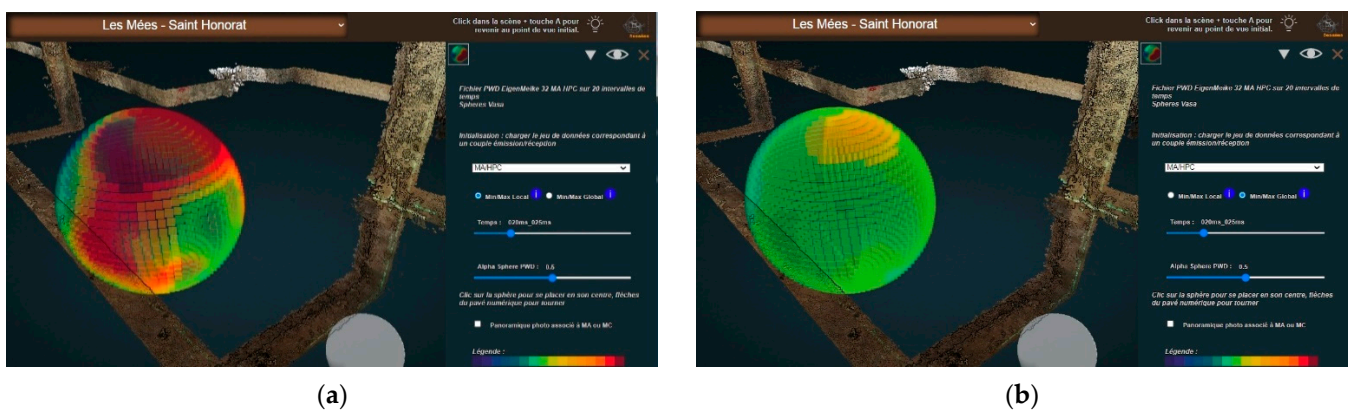 Les Mées - Saint Honorat
Click dans la scène + touche A pour
revenir au point de vue initial.
Fichier PWD EigenMeike 32 MA HPC sur 20 intervalles de
temps
Spheres Vasa
Initialisation : charger le jeu de données correspondant à
un couple émission/réception
MA/HPC
Min/Max Local i Min/Max Global i
Temps : 020ms_025ms
Alpha Sphere PWD : 0.5
Clic sur la sphère pour se placer en son centre, flèches
du pavé numérique pour tourner
Panoramique photo associé à MA ou MC
Légende :
(a)
Les Mées - Saint Honorat
Click dans la scène + touche A pour
revenir au point de vue initial.
Fichier PWD EigenMeike 32 MA HPC sur 20 intervalles de
temps
Spheres Vasa
Initialisation : charger le jeu de données correspondant à
un couple émission/réception
MA/HPC
Min/Max Local i Min/Max Global i
Temps : 020ms_025ms
Alpha Sphere PWD : 0.5
Clic sur la sphère pour se placer en son centre, flèches
du pavé numérique pour tourner
Panoramique photo associé à MA ou MC
Légende :
(b)